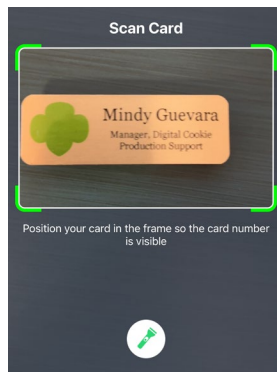 Scan Card
Mindy Guevara
Manager, Digital Cookie
Production Support
Position your card in the frame so the card number
is visible